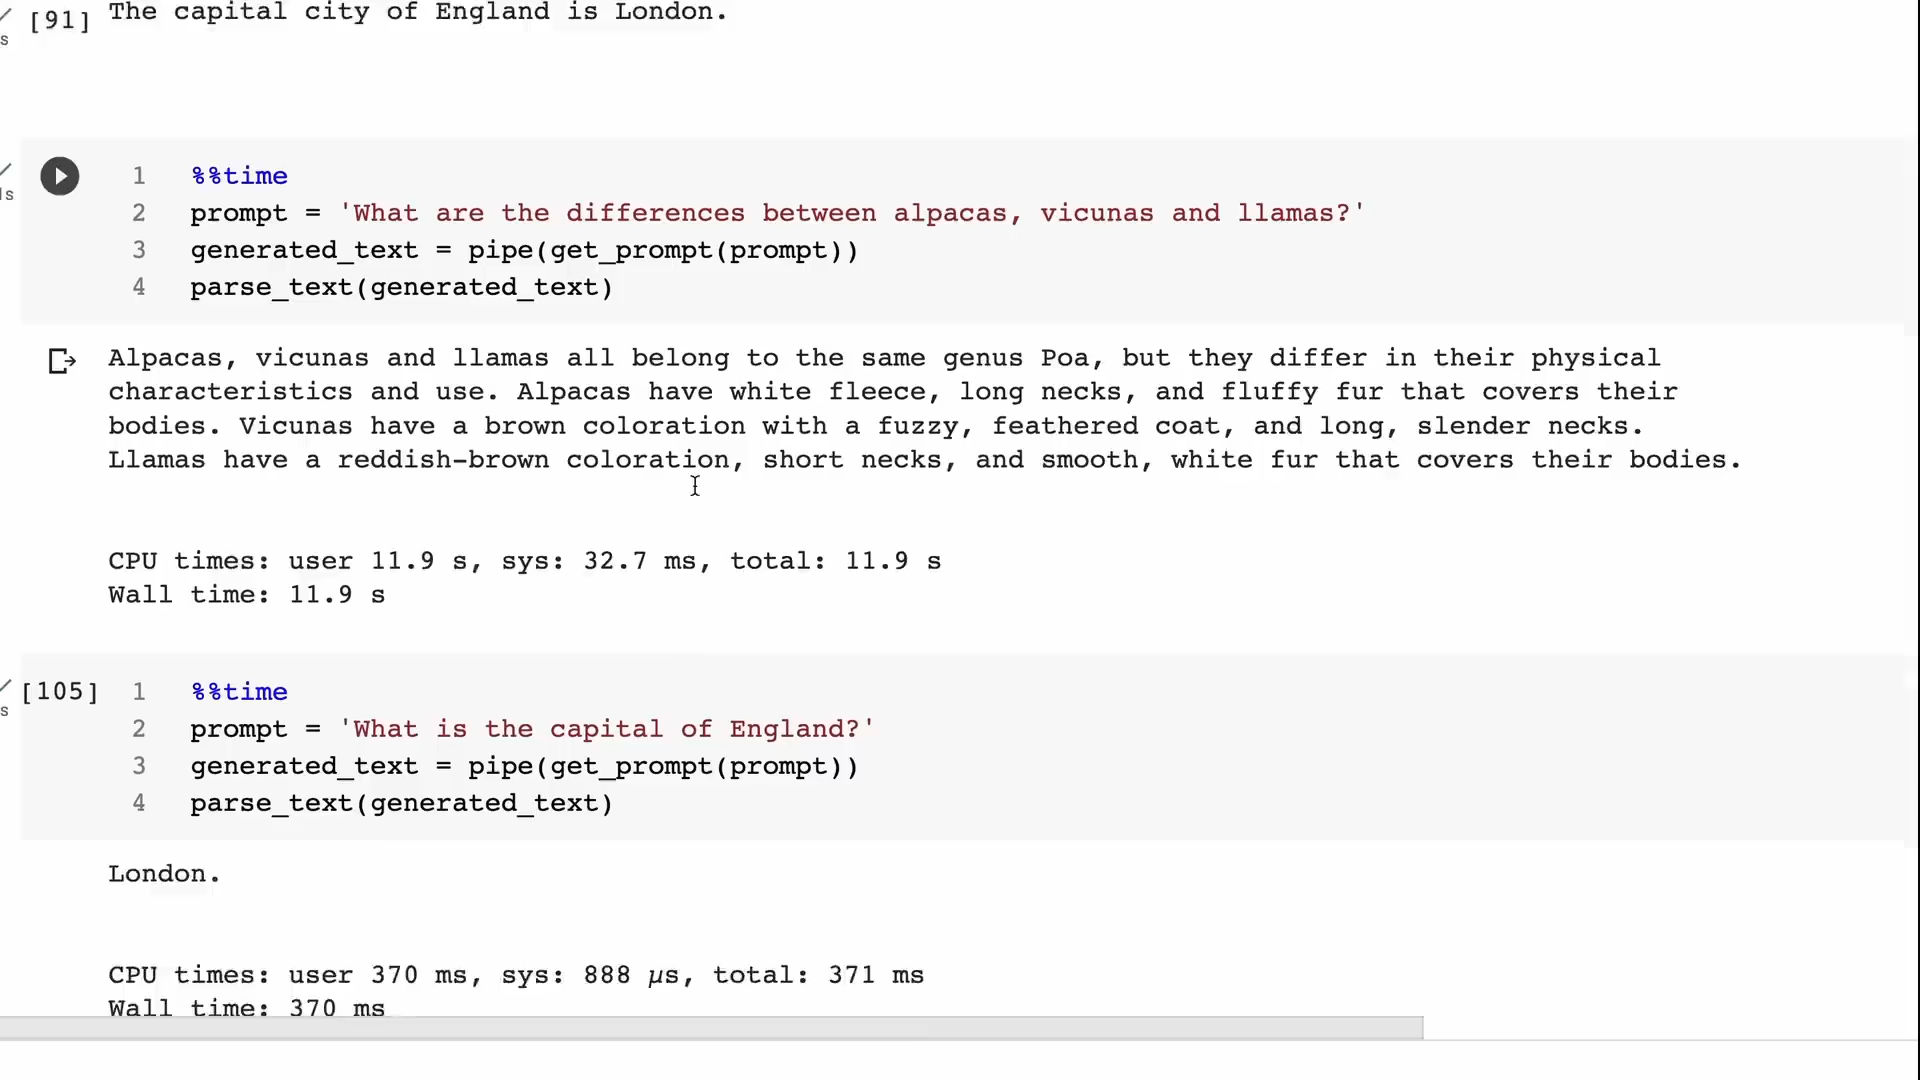 [91] The capital city of England is London.
1 %%time
2 prompt = 'What are the differences between alpacas, vicunas and llamas?'
3 generated_text = pipe(get_prompt(prompt))
4 parse_text(generated_text)
Alpacas, vicunas and llamas all belong to the same genus Poa, but they differ in their physical
characteristics and use. Alpacas have white fleece, long necks, and fluffy fur that covers their
bodies. Vicunas have a brown coloration with a fuzzy, feathered coat, and long, slender necks.
Llamas have a reddish-brown coloration, short necks, and smooth, white fur that covers their bodies.
CPU times: user 11.9 s, sys: 32.7 ms, total: 11.9 s
Wall time: 11.9 s
[105] 1 %%time
2 prompt = 'What is the capital of England?'
3 generated_text = pipe(get_prompt(prompt))
4 parse_text(generated_text)
London.
CPU times: user 370 ms, sys: 888 µs, total: 371 ms
Wall time: 370 ms